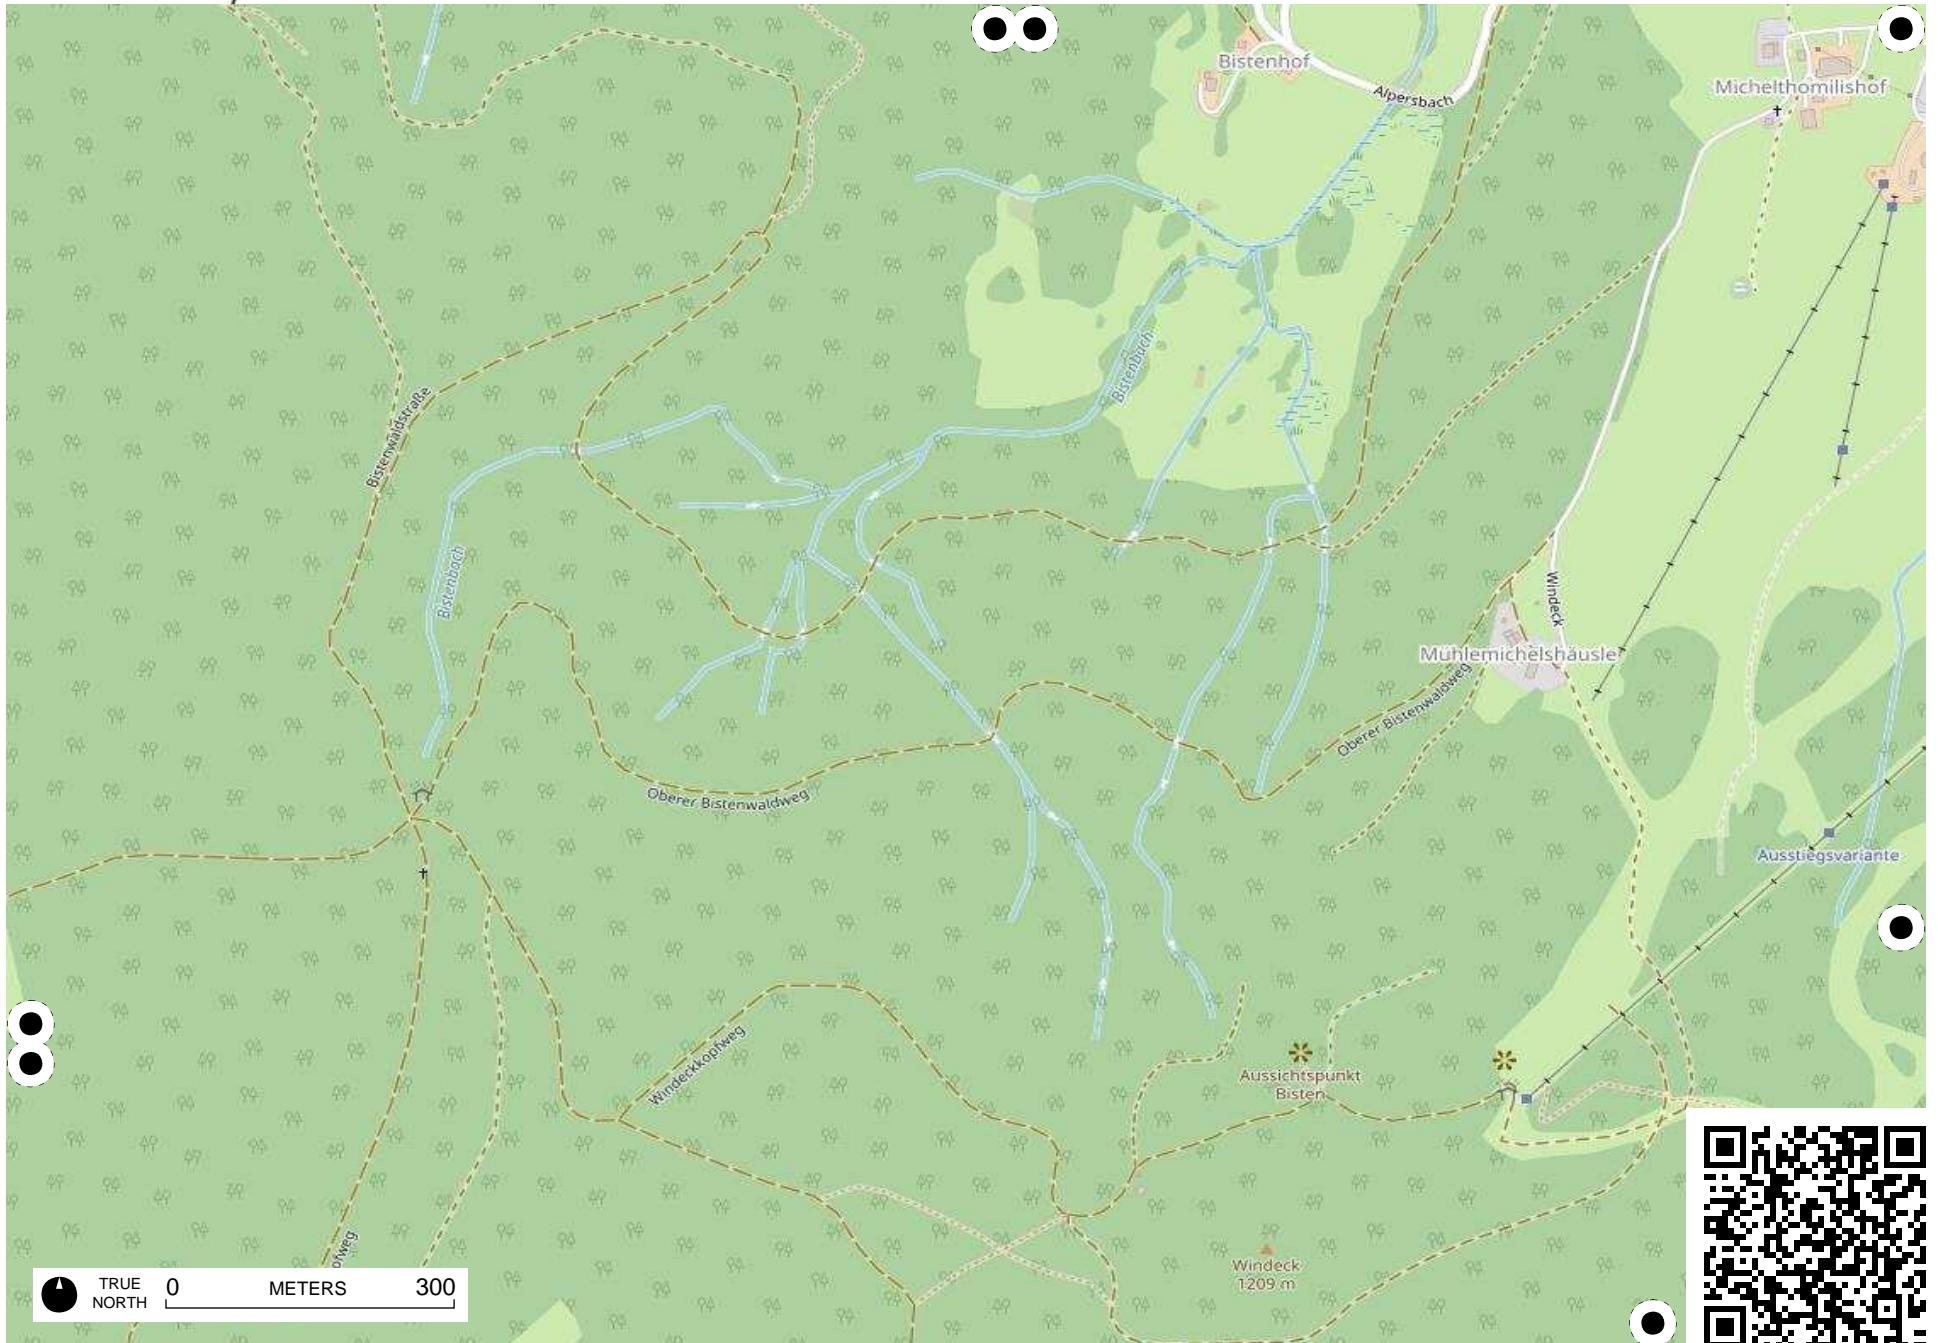 Bistenhof
Alpersbach
Michelthomilishof
Bistenbach
Bistenwaldstraße
Bistenbach
Windeck
Mühlemichelshäusle
Oberer Bistenwaldweg
Oberer Bistenwaldweg
Ausstiegsvariante
Windeckkopfweg
Aussichtspunkt
Bisten
Windeck
1209 m
TRUE
NORTH
0 METERS 300